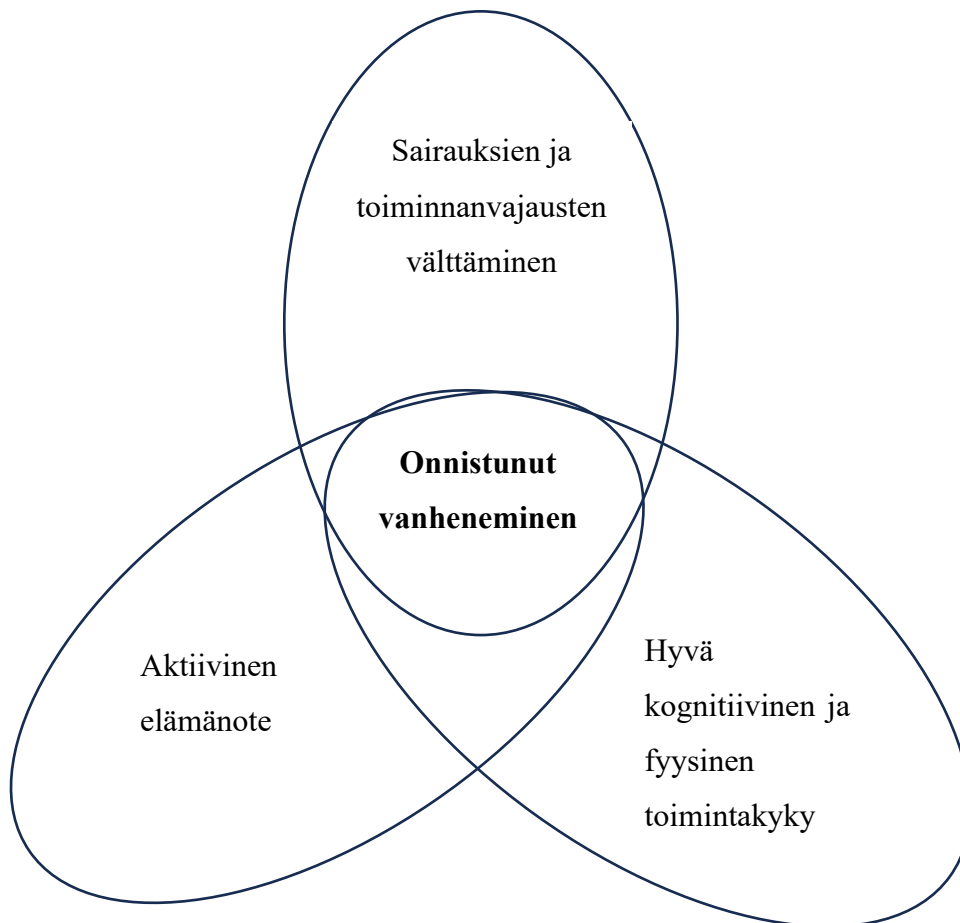 Sairauksien ja
toiminnanvajausten
välttäminen
Onnistunut
vanheneminen
Aktiivinen
elämänote
Hyvä
kognitiivinen ja
fyysinen
toimintakyky